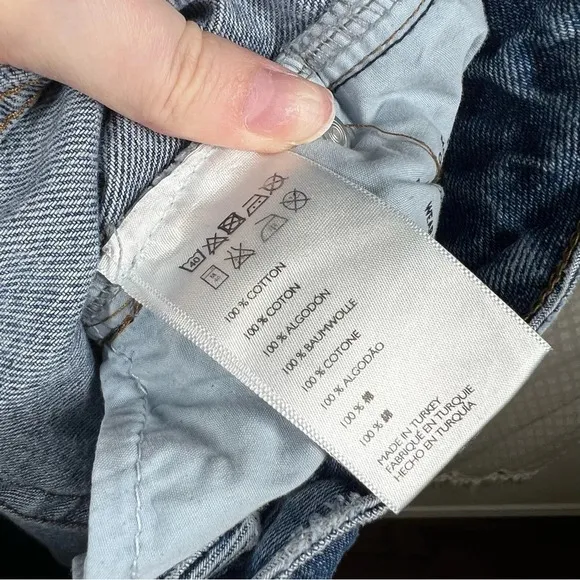 100 % COTTON
100 % COTON
100 % ALGODÓN
100 % BAUMWOLLE
100 % COTONE
100 % ALGODÃO
100 % 棉
100 % 綿
MADE IN TURKEY
FABRIQUÉ EN TURQUIE
HECHO EN TURQUÍA